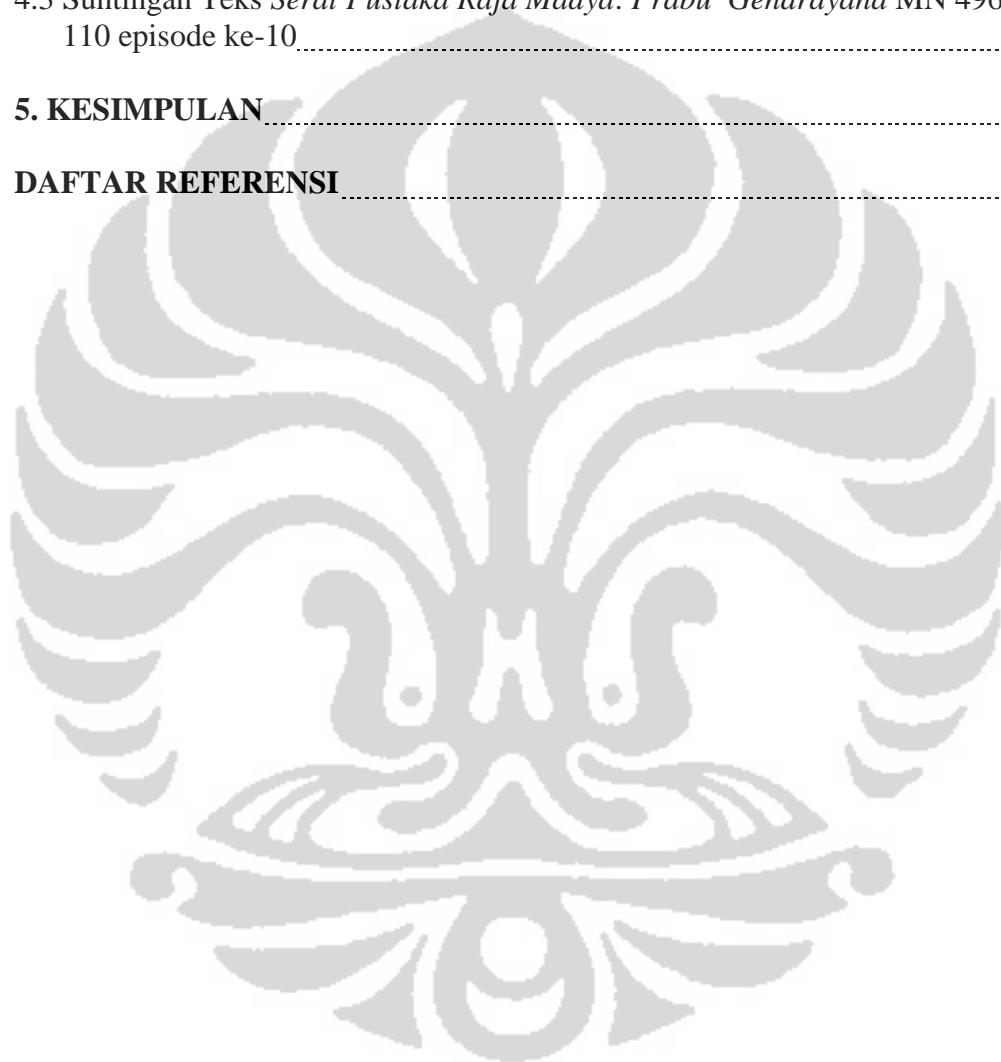 4.3 Suntingan Teks Serat Pustaka Raja Madya: Prabu Gendrayana MN 496
110 episode ke-10
5. KESIMPULAN
DAFTAR REFERENSI